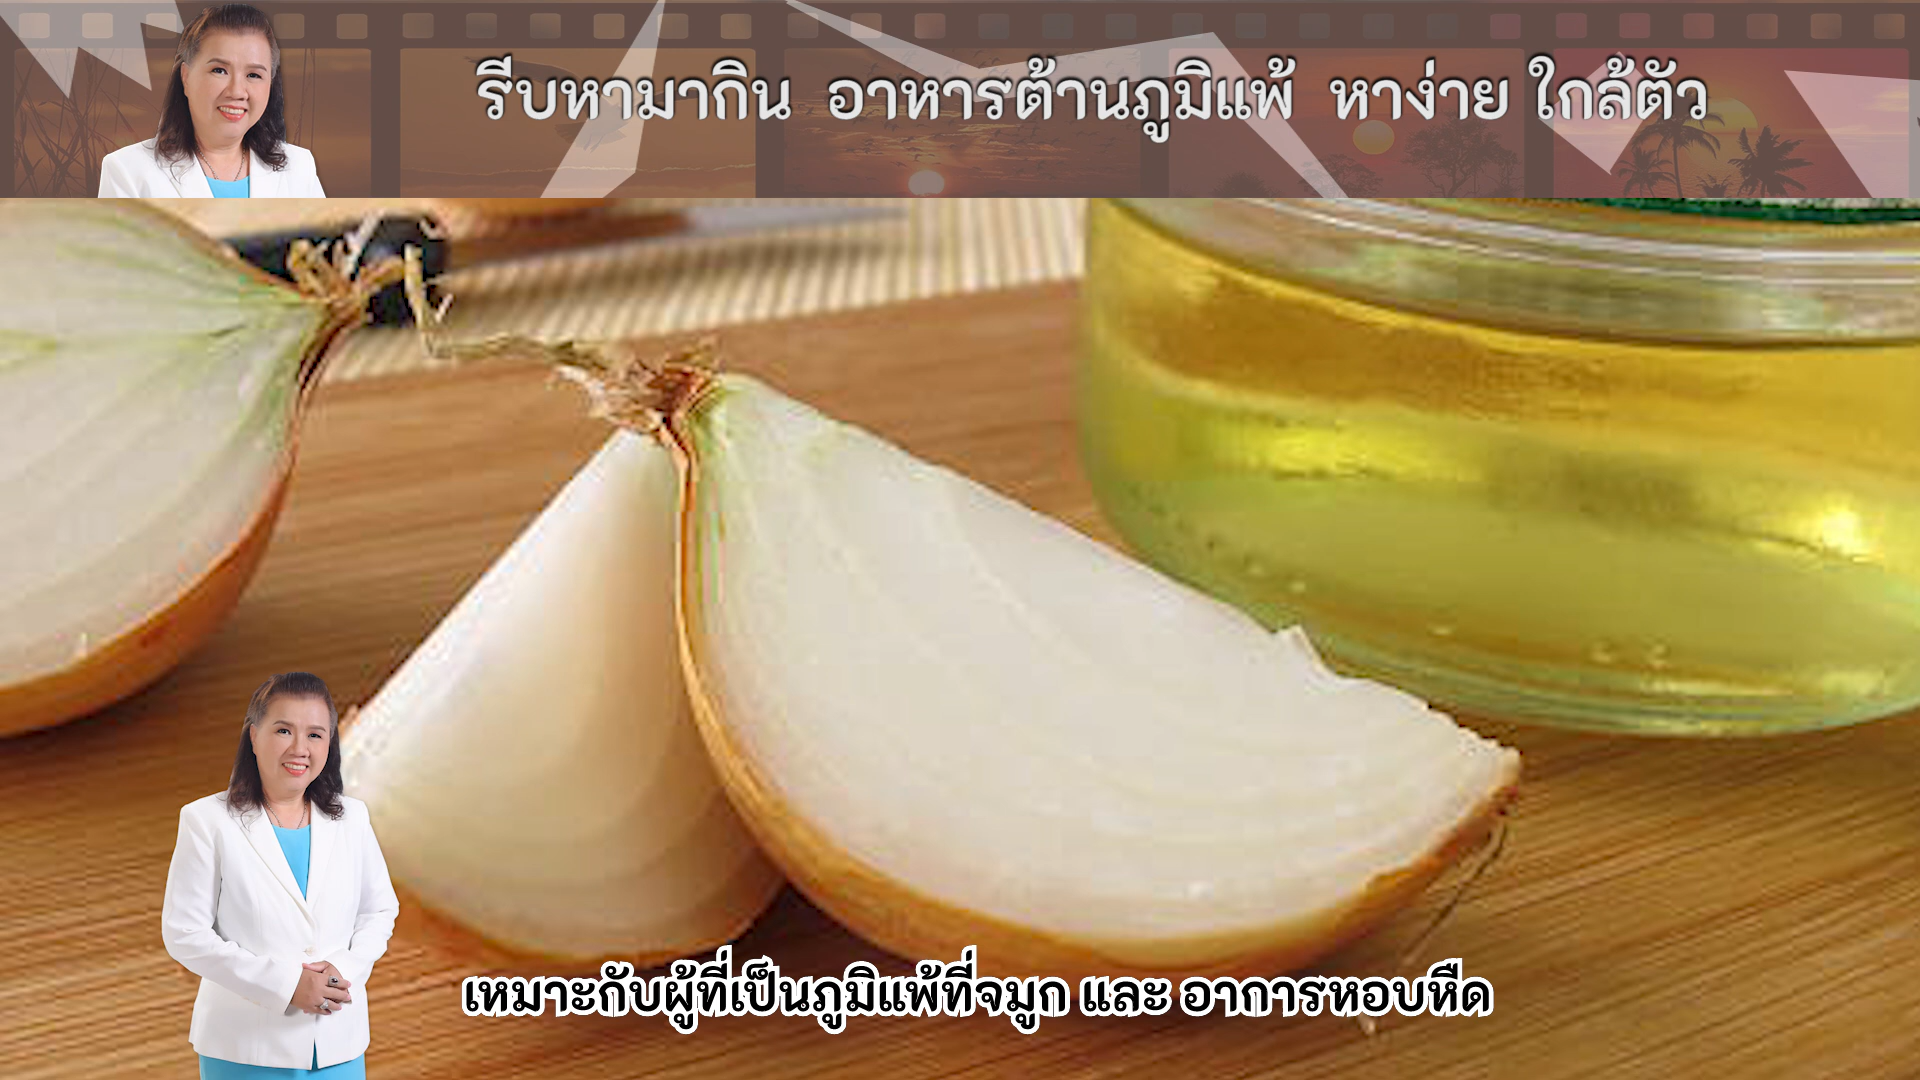 รีบหามากิน อาหารต้านภูมิแพ้ หาง่าย ใกล้ตัว
เหมาะกับผู้ที่เป็นภูมิแพ้ที่จมูก และ อาการหอบหืด